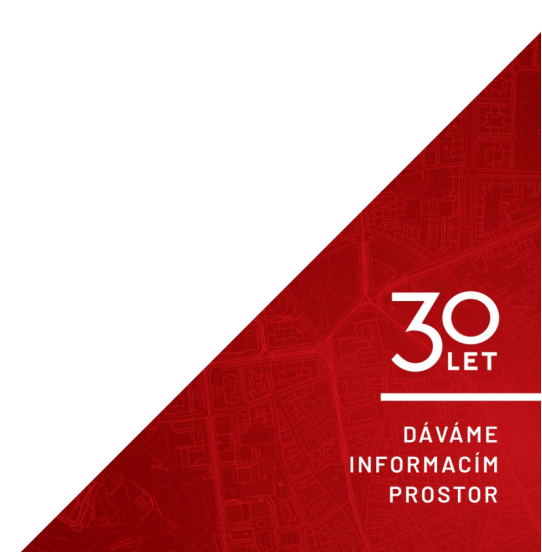 30
LET
DÁVÁME
INFORMACÍM
PROSTOR